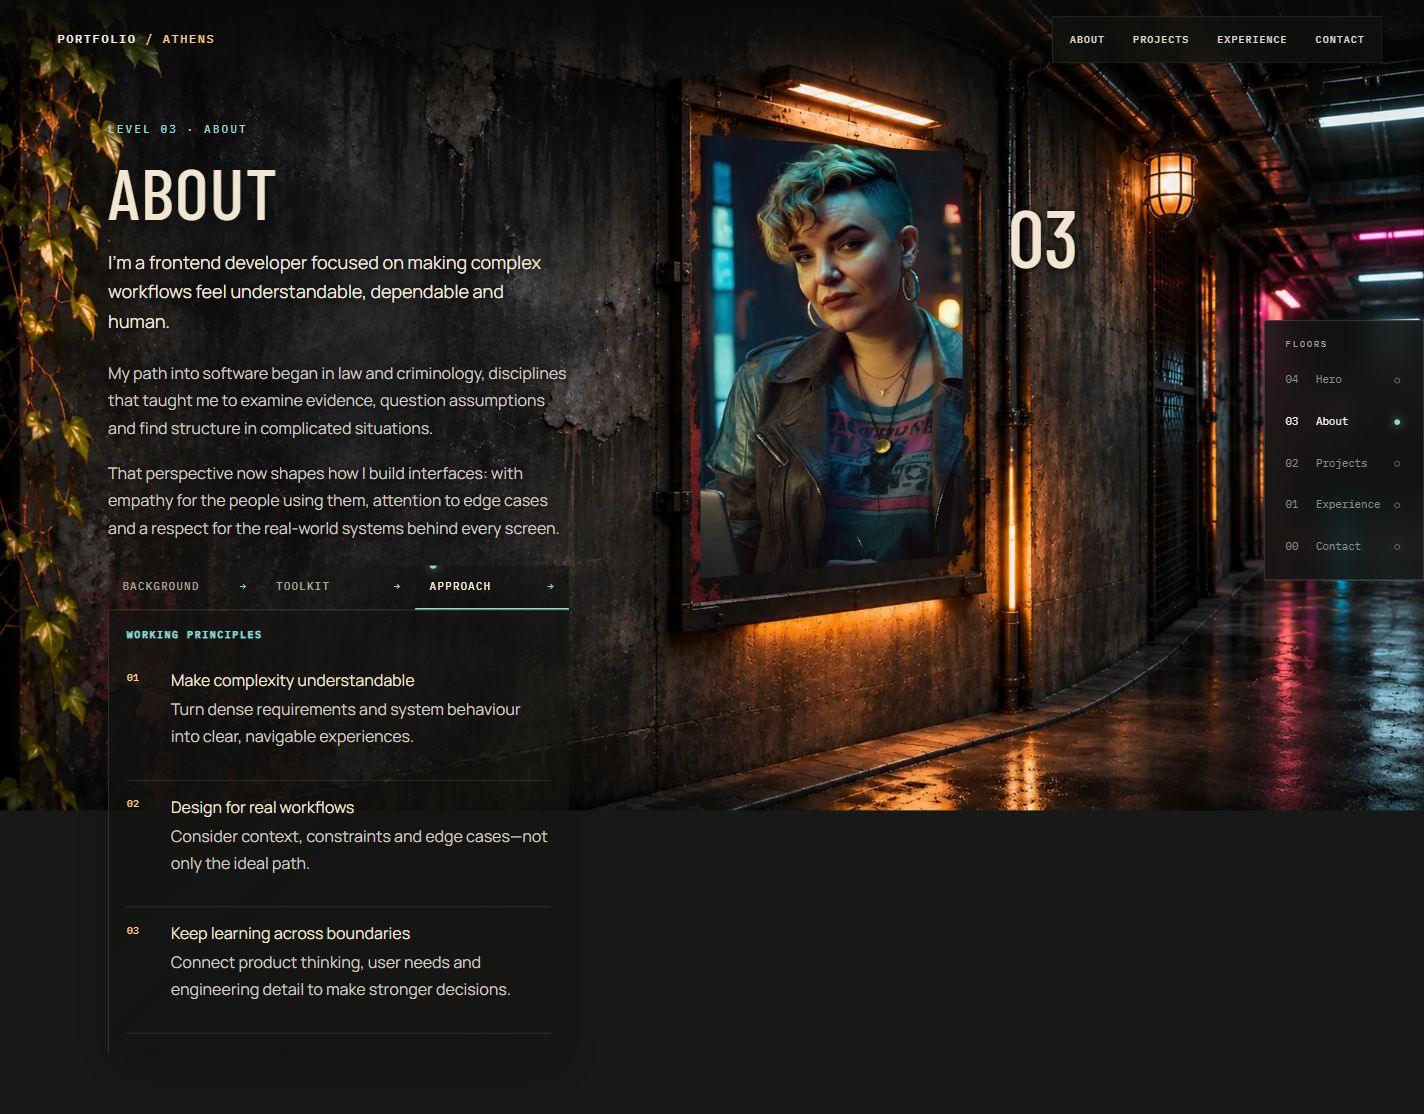 PORTFOLIO / ATHENS
ABOUT PROJECTS EXPERIENCE CONTACT
LEVEL 03 · ABOUT
ABOUT
I'm a frontend developer focused on making complex
workflows feel understandable, dependable and
human.
My path into software began in law and criminology, disciplines
that taught me to examine evidence, question assumptions
and find structure in complicated situations.
That perspective now shapes how I build interfaces: with
empathy for the people using them, attention to edge cases
and a respect for the real-world systems behind every screen.
BACKGROUND → TOOLKIT → APPROACH →
WORKING PRINCIPLES
01 Make complexity understandable
Turn dense requirements and system behaviour
into clear, navigable experiences.
02 Design for real workflows
Consider context, constraints and edge cases—not
only the ideal path.
03 Keep learning across boundaries
Connect product thinking, user needs and
engineering detail to make stronger decisions.
03
FLOORS
04 Hero
03 About
02 Projects
01 Experience
00 Contact